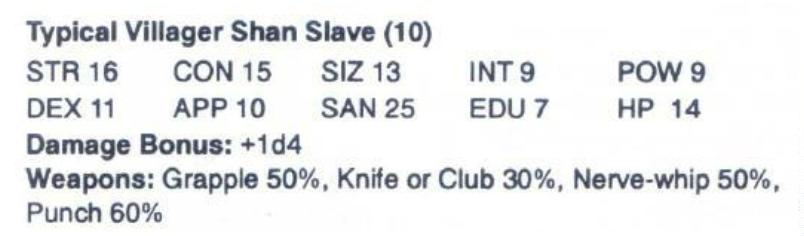 Typical Villager Shan Slave (10)
STR 16 CON 15 SIZ 13 INT 9 POW 9
DEX 11 APP 10 SAN 25 EDU 7 HP 14
Damage Bonus: +1d4
Weapons: Grapple 50%, Knife or Club 30%, Nerve-whip 50%,
Punch 60%